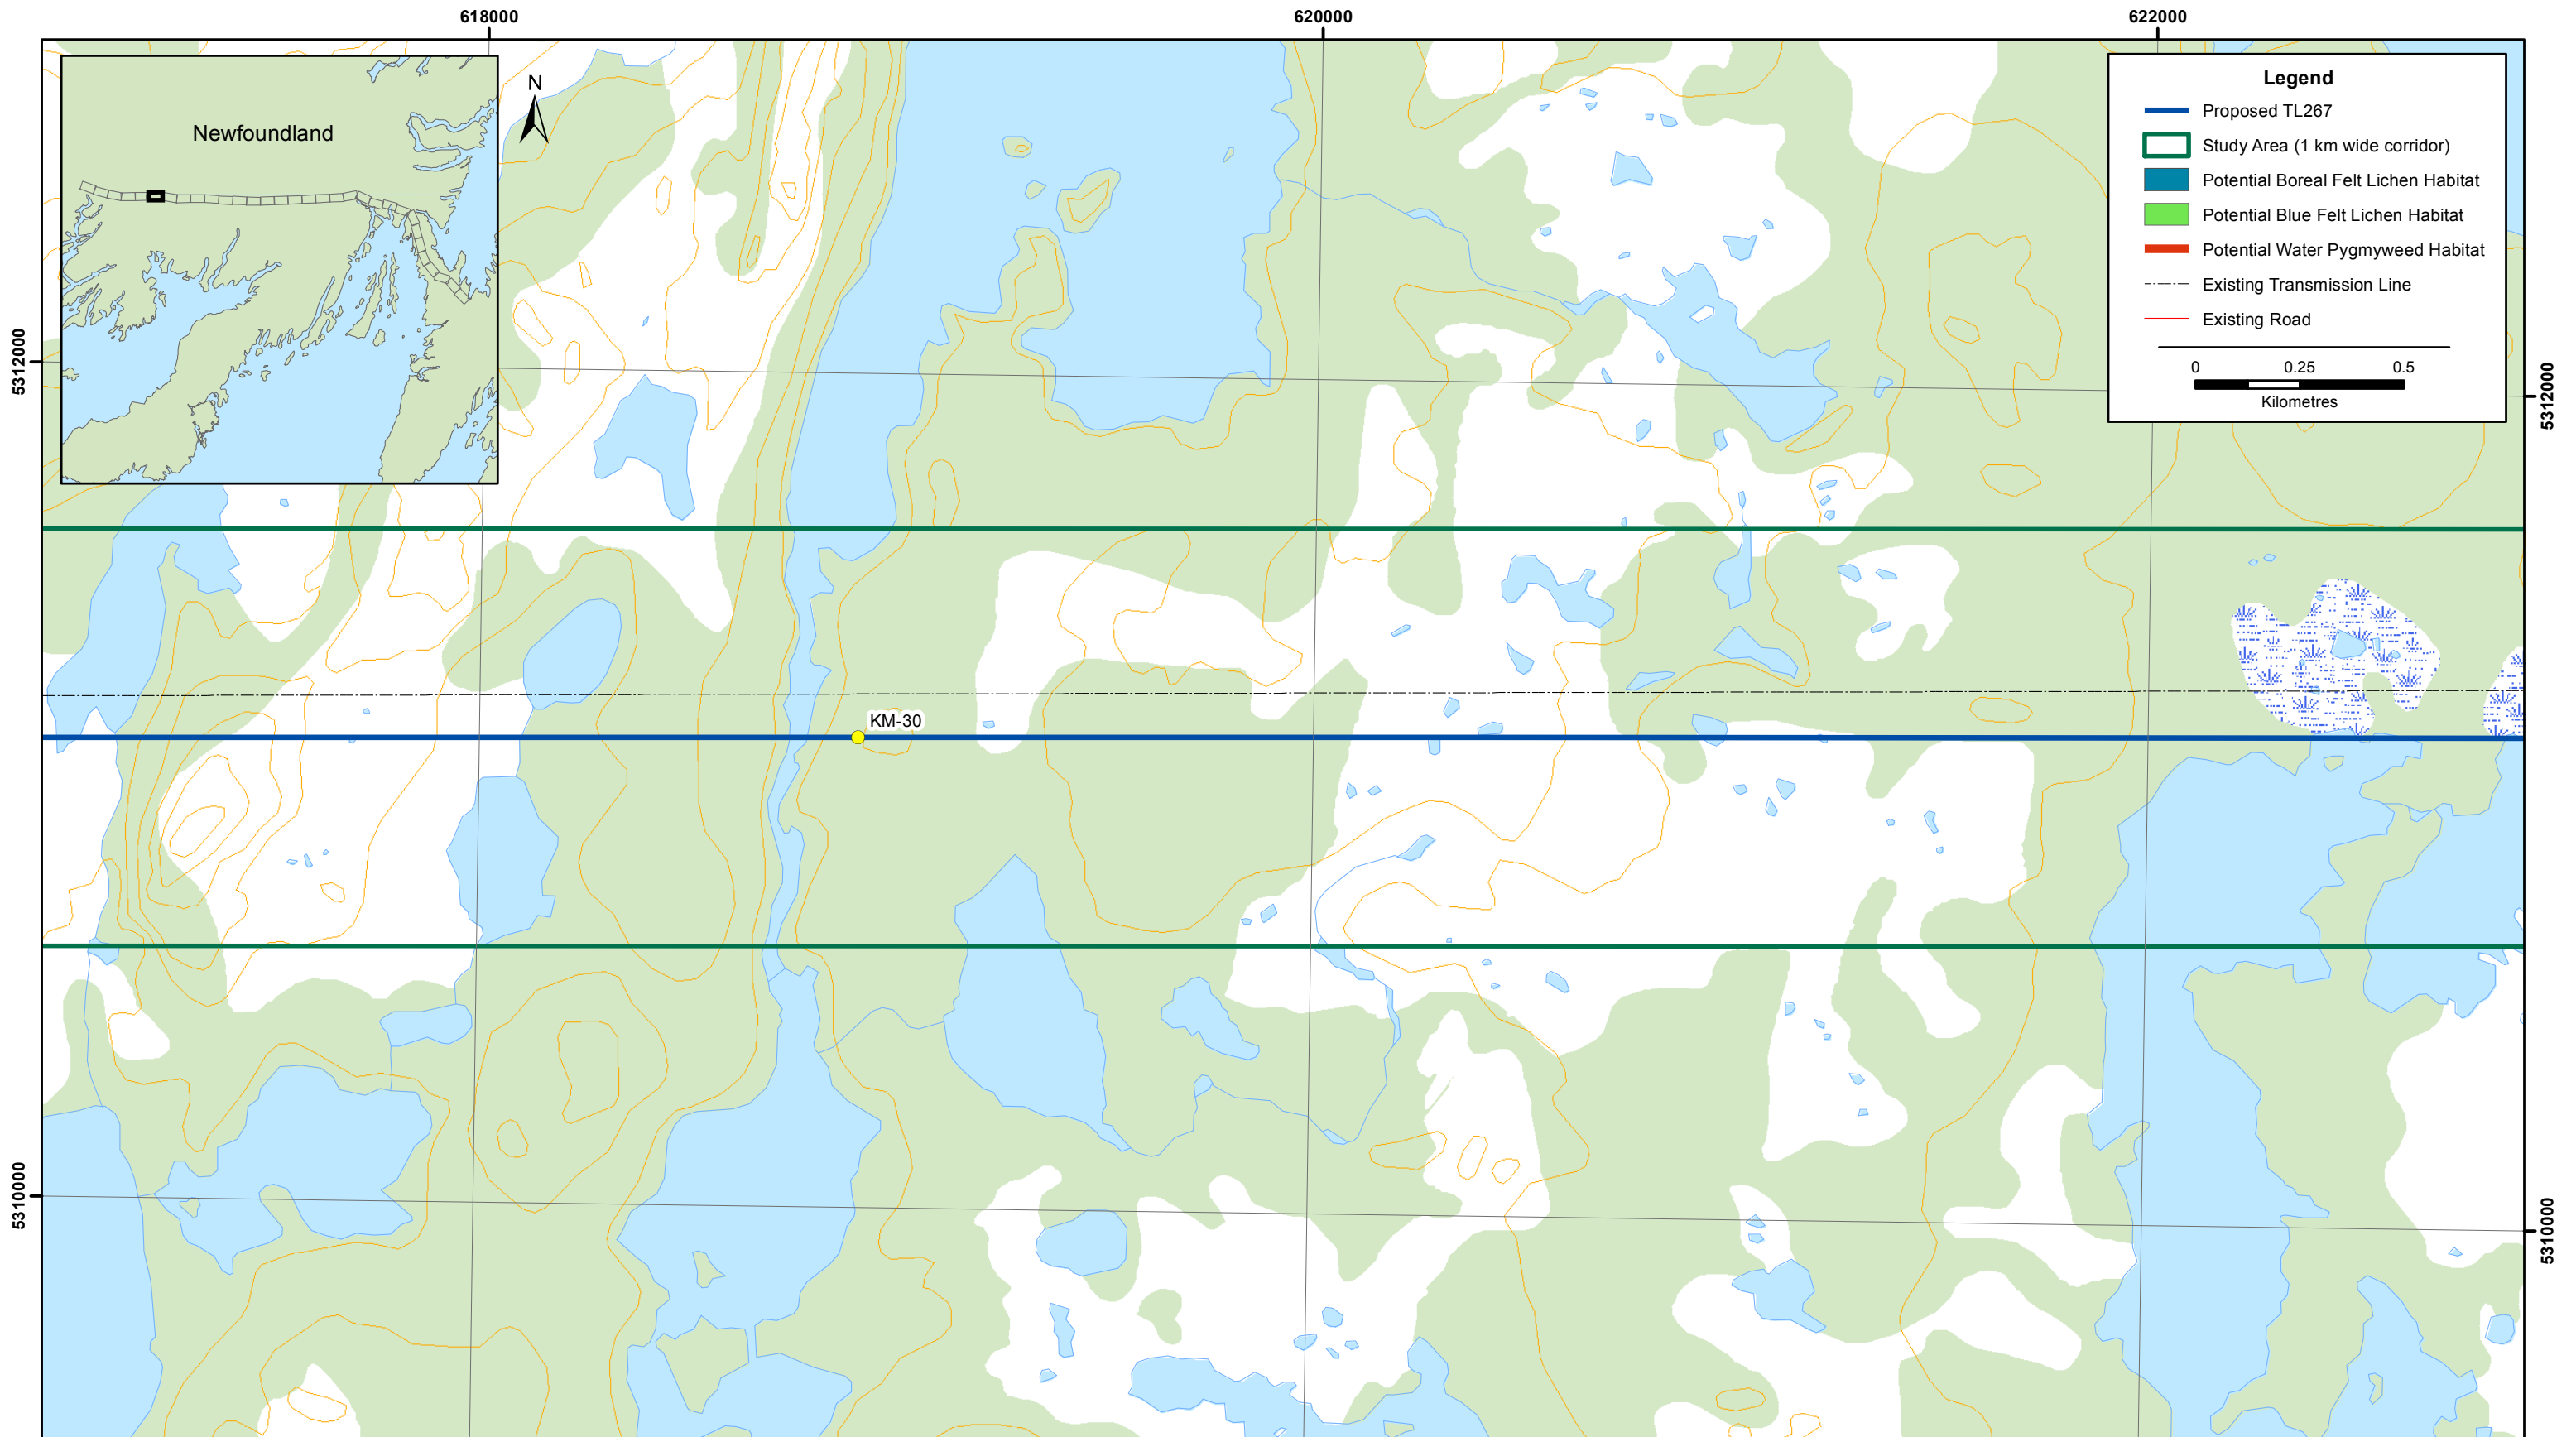 618000
620000
622000
Newfoundland
N
Legend
Proposed TL267
Study Area (1 km wide corridor)
Potential Boreal Felt Lichen Habitat
Potential Blue Felt Lichen Habitat
Potential Water Pygmyweed Habitat
Existing Transmission Line
Existing Road
0 0.25 0.5
Kilometres
5312000
5312000
KM-30
5310000
5310000